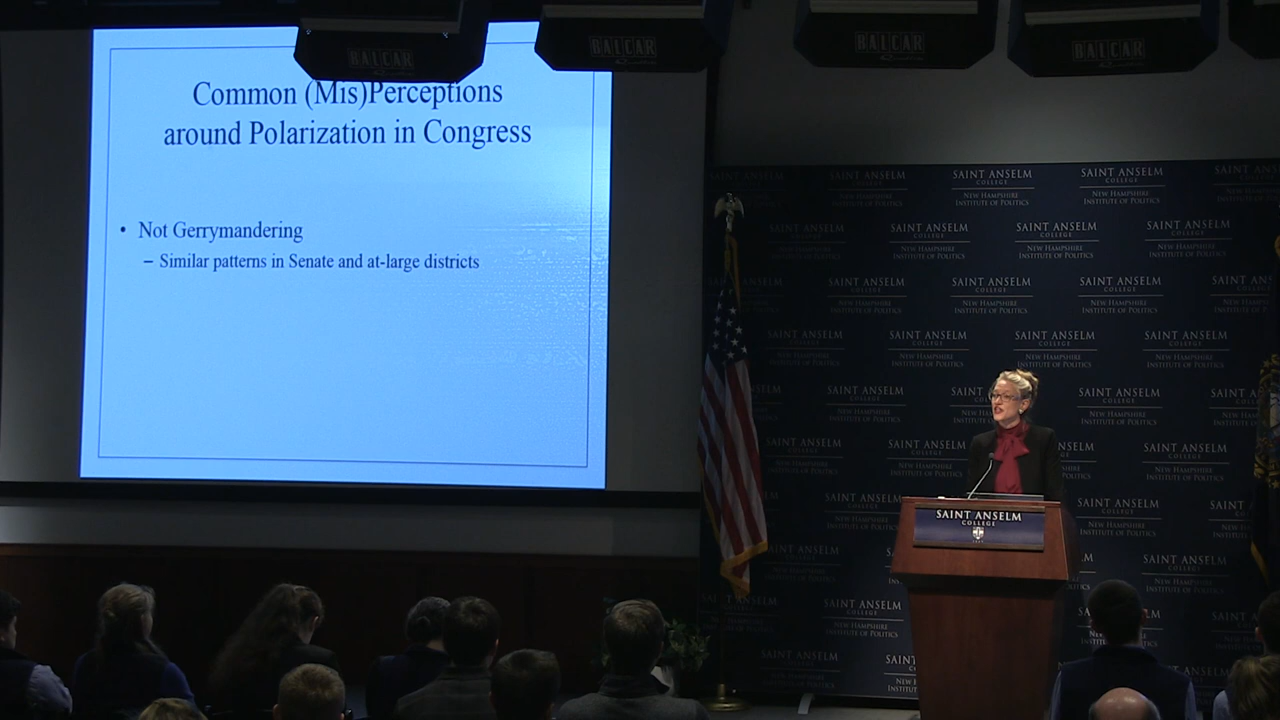 BALCAR
BALCAR
BALCAR
BALCAR
Common (Mis)Perceptions
around Polarization in Congress
• Not Gerrymandering
– Similar patterns in Senate and at-large districts
SAINT ANSELM
COLLEGE
NEW HAMPSHIRE
INSTITUTE OF POLITICS
SAINT ANSELM
COLLEGE